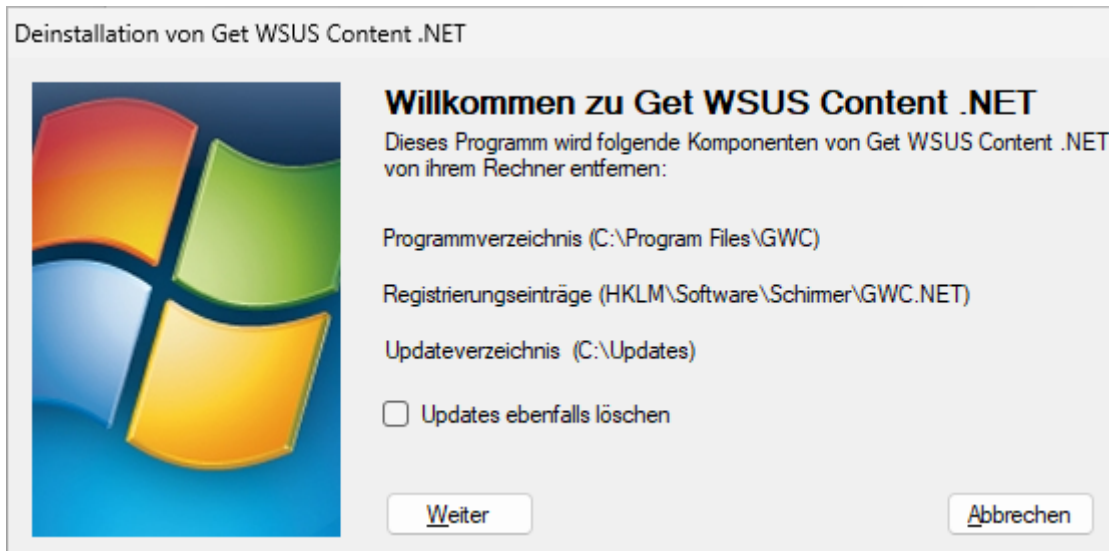 Deinstallation von Get WSUS Content .NET
Willkommen zu Get WSUS Content .NET
Dieses Programm wird folgende Komponenten von Get WSUS Content .NET
von ihrem Rechner entfernen:
Programmverzeichnis (C:\Program Files\GWC)
Registrierungseinträge (HKLM\Software\Schirmer\GWC.NET)
Updateverzeichnis (C:\Updates)
Updates ebenfalls löschen
Weiter
Abbrechen